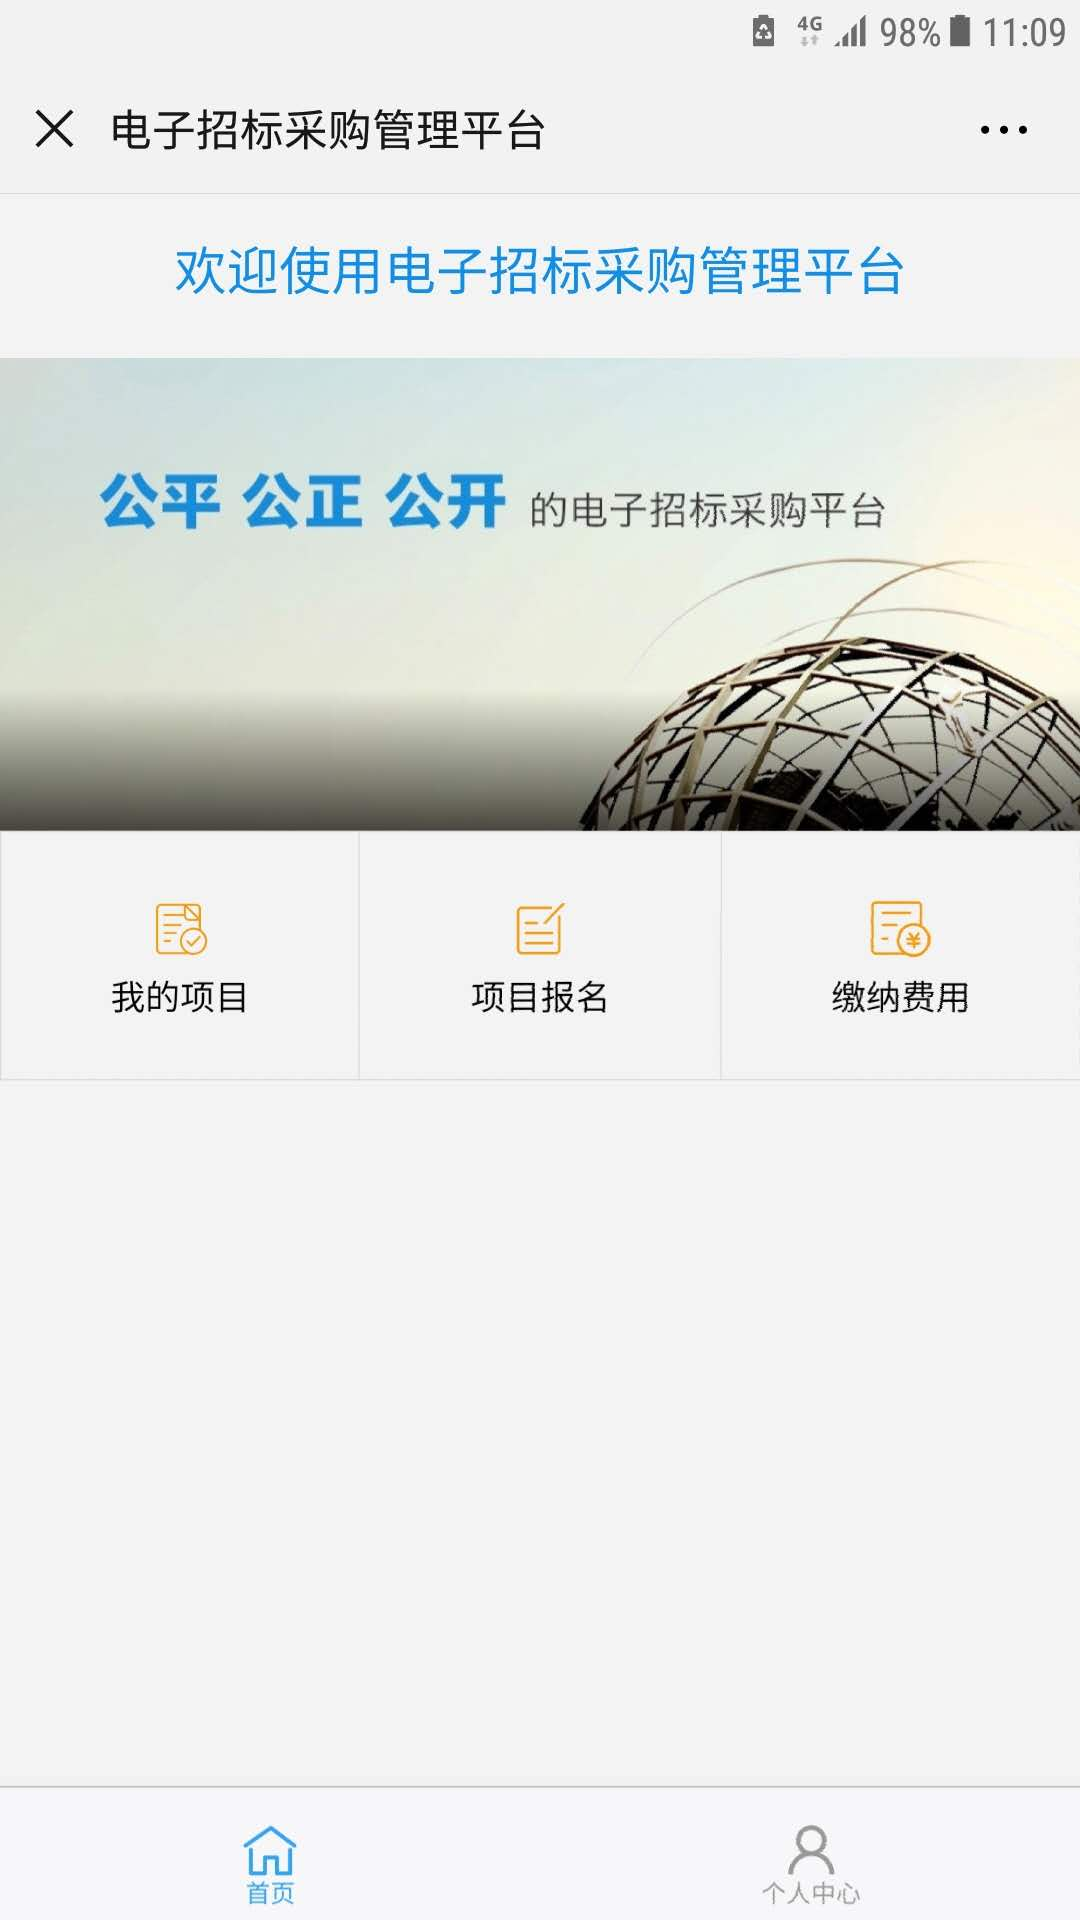 4G 98% 11:09
电子招标采购管理平台
欢迎使用电子招标采购管理平台
公平 公正 公开 的电子招标采购平台
我的项目 项目报名 缴纳费用
首页 个人中心